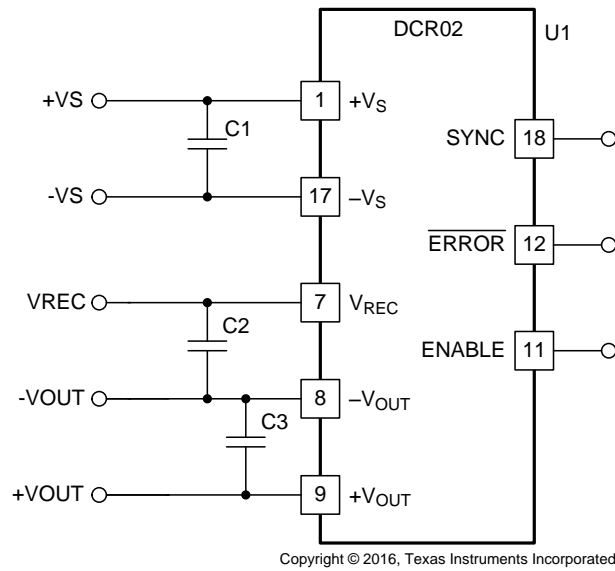 DCR02 U1
+VS 1 +VS
C1
SYNC 18
-VS 17 –VS
ERROR 12
VREC 7 VREC
C2
ENABLE 11
-VOUT 8 –VOUT
C3
+VOUT 9 +VOUT
Copyright © 2016, Texas Instruments Incorporated